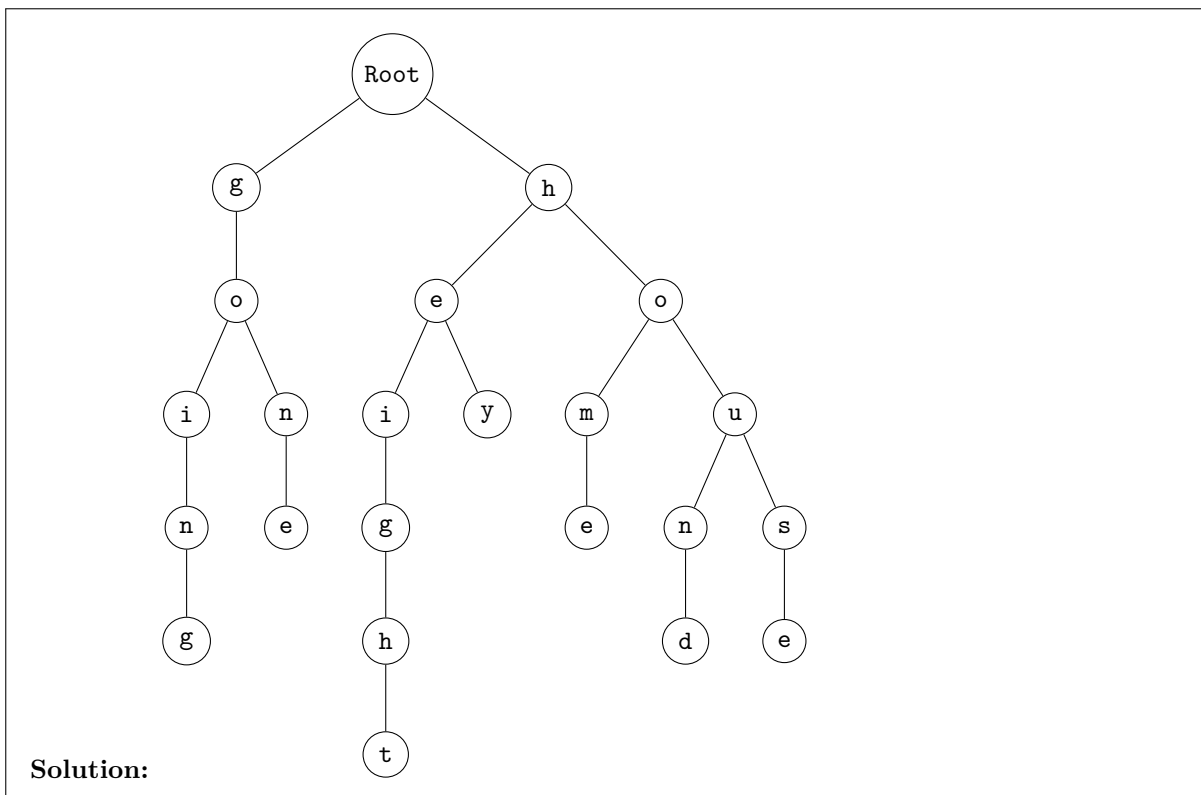 Root
g h
o e o
i n i y m u
n e g e n s
g h d e
t
Solution: